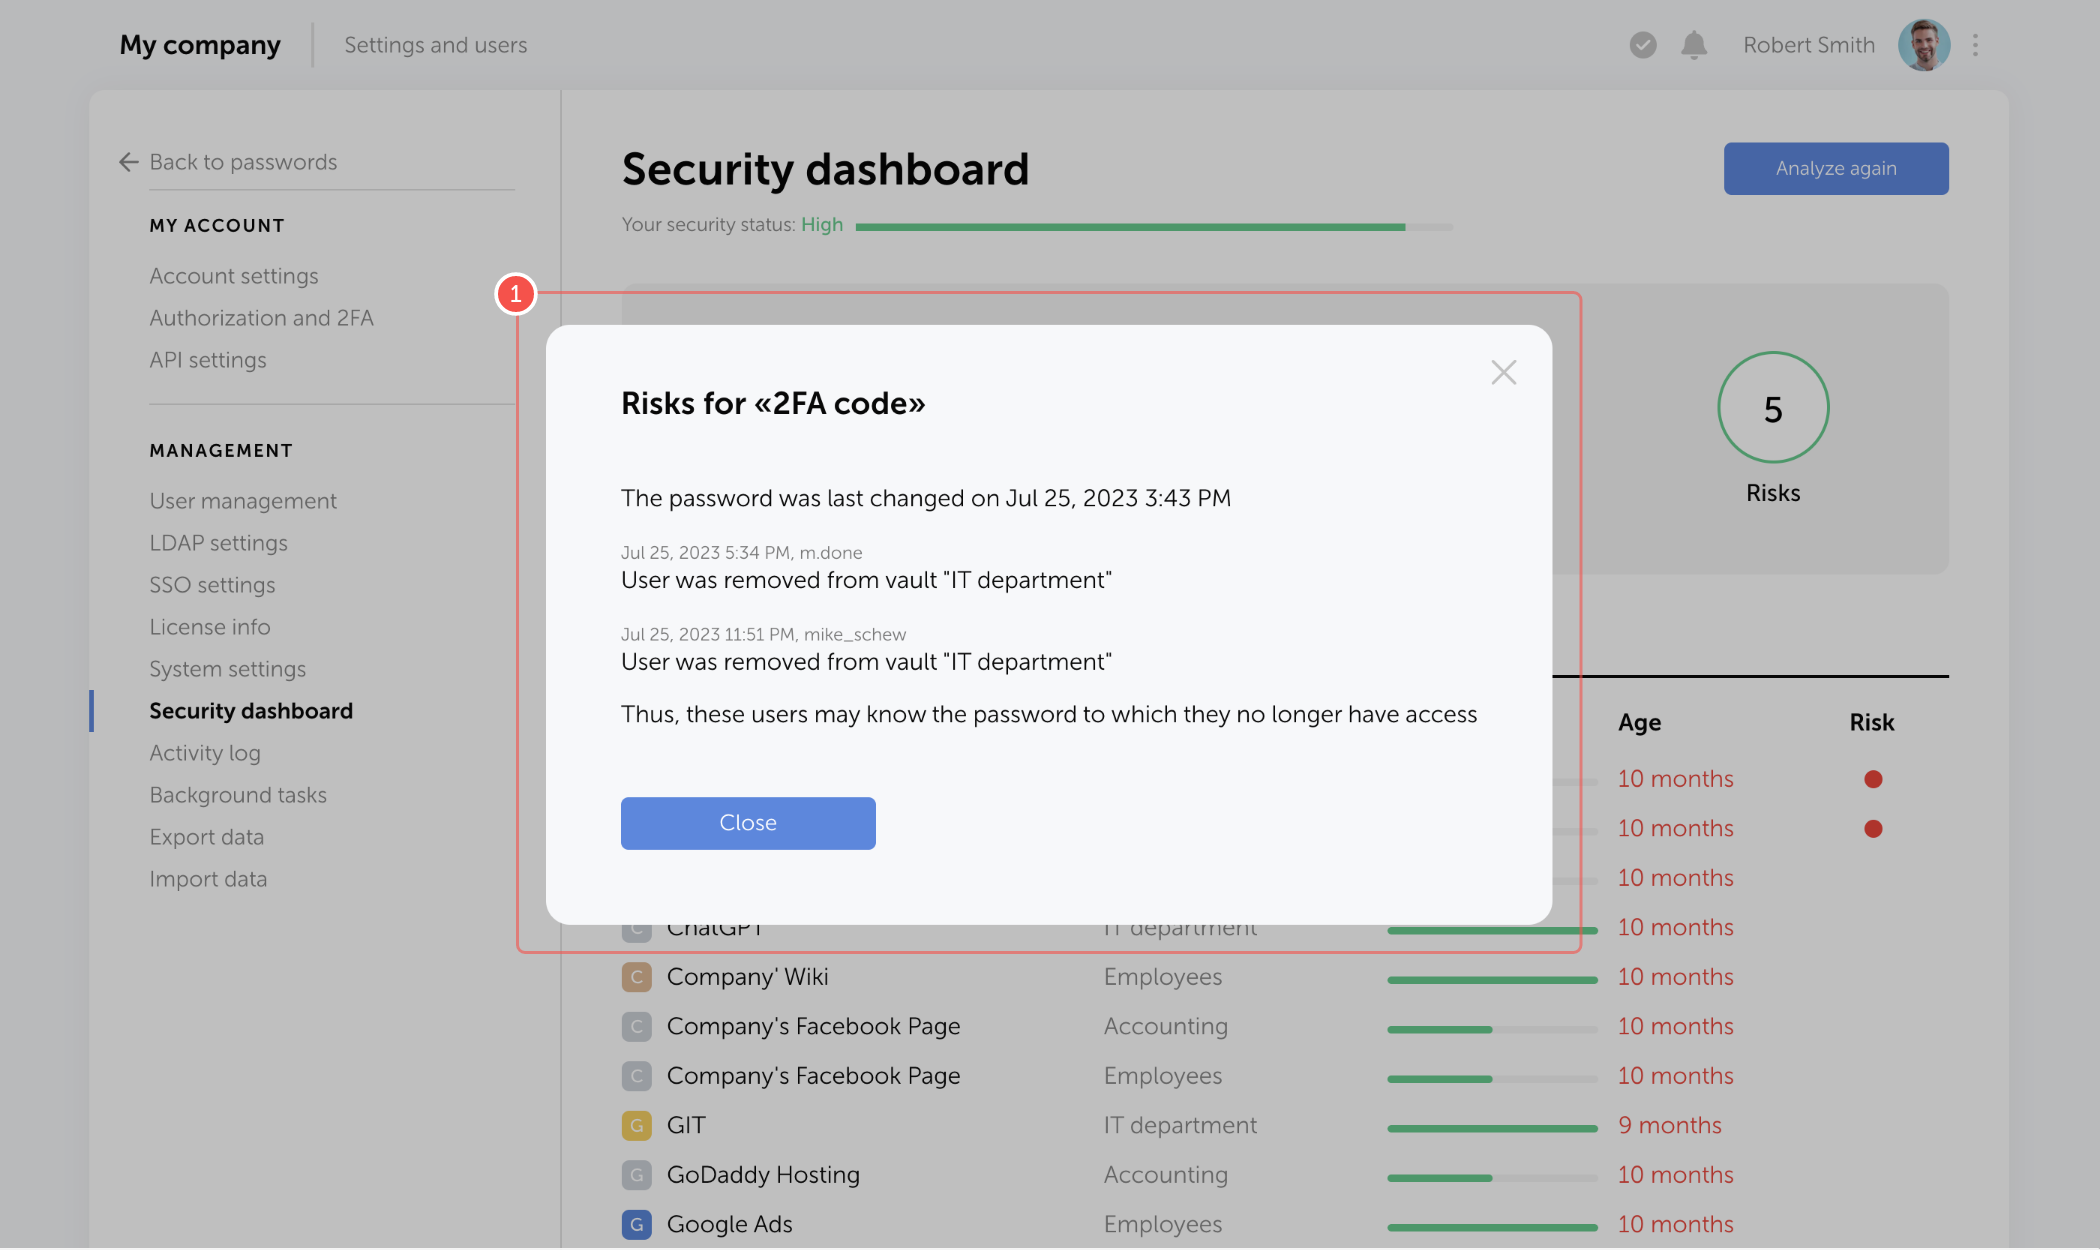 My company
Settings and users
Robert Smith
Back to passwords
MY ACCOUNT
Account settings
Authorization and 2FA
API settings
MANAGEMENT
User management
LDAP settings
SSO settings
License info
System settings
Security dashboard
Activity log
Background tasks
Export data
Import data
Security dashboard
Analyze again
Your security status: High
1
Risks for «2FA code»
The password was last changed on Jul 25, 2023 3:43 PM
Jul 25, 2023 5:34 PM, m.done
User was removed from vault "IT department"
Jul 25, 2023 11:51 PM, mike_schew
User was removed from vault "IT department"
Thus, these users may know the password to which they no longer have access
Close
5
Risks
Age Risk
10 months
10 months
10 months
C ChatGPT IT department 10 months
C Company' Wiki Employees 10 months
C Company's Facebook Page Accounting 10 months
C Company's Facebook Page Employees 10 months
G GIT IT department 9 months
G GoDaddy Hosting Accounting 10 months
G Google Ads Employees 10 months